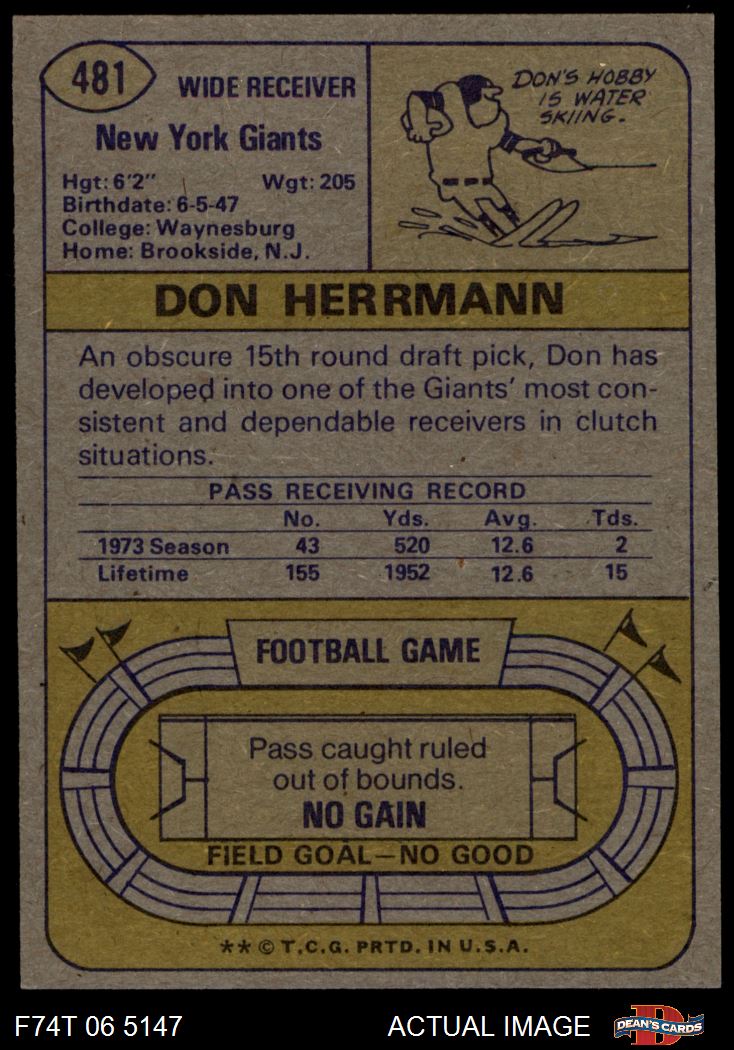 481
WIDE RECEIVER
New York Giants
Hgt: 6'2" Wgt: 205
Birthdate: 6-5-47
College: Waynesburg
Home: Brookside, N.J.
DON'S HOBBY
IS WATER
SKIING.
DON HERRMANN
An obscure 15th round draft pick, Don has
developed into one of the Giants' most con-
sistent and dependable receivers in clutch
situations.
PASS RECEIVING RECORD
No. Yds. Avg. Tds.
1973 Season 43 520 12.6 2
Lifetime 155 1952 12.6 15
FOOTBALL GAME
Pass caught ruled
out of bounds.
NO GAIN
FIELD GOAL—NO GOOD
** © T.C.G. PRTD. IN U.S.A.
F74T 06 5147
ACTUAL IMAGE
D
DEAN'S CARDS